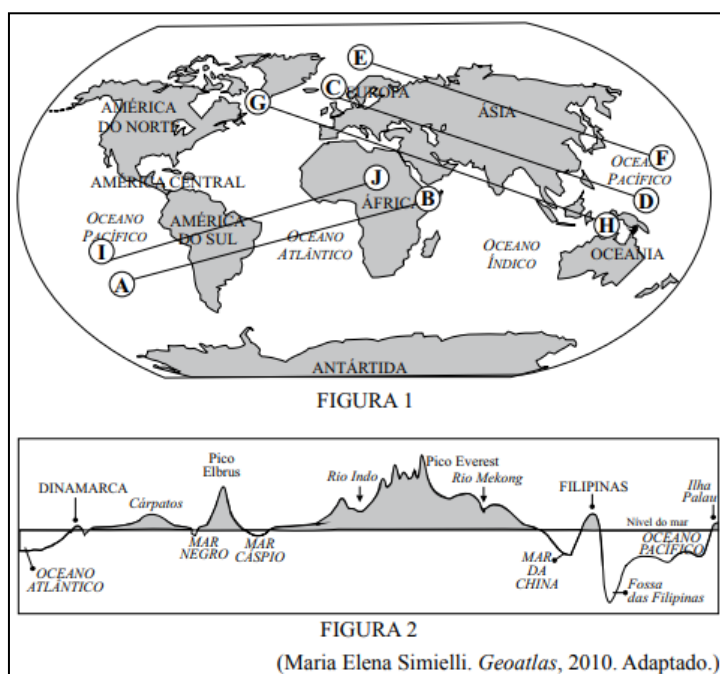 E
C
EUROPA
G
AMÉRICA
DO NORTE
ÁSIA
OCEANO
PACÍFICO
F
AMÉRICA CENTRAL
J
ÁFRICA
B
D
OCEANO
PACÍFICO
AMÉRICA
DO SUL
OCEANO
ATLÂNTICO
H
I
OCEANO
ÍNDICO
OCEANIA
A
ANTÁRTIDA
FIGURA 1
Pico
Elbrus
DINAMARCA
Cárpatos
Rio Indo
Pico Everest
Rio Mekong
FILIPINAS
Ilha
Palau
Nível do mar
OCEANO
PACÍFICO
MAR
NEGRO
MAR
CÁSPIO
OCEANO
ATLÂNTICO
MAR
DA
CHINA
Fossa
das Filipinas
FIGURA 2
(Maria Elena Simielli. Geoatlas, 2010. Adaptado.)